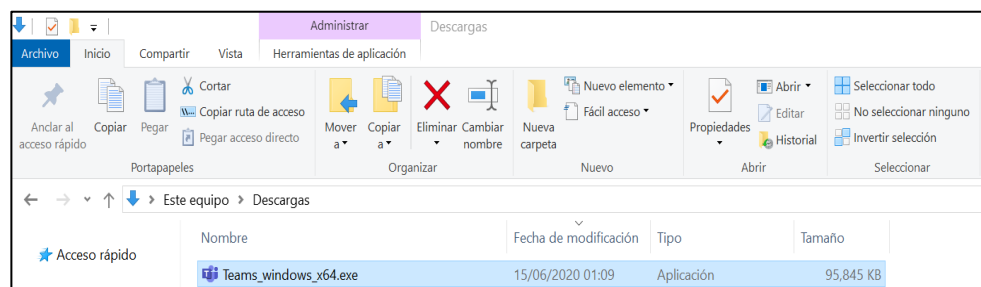 Administrar Descargas
Archivo Inicio Compartir Vista Herramientas de aplicación
Anclar al acceso rápido
Copiar
Pegar
Cortar
Copiar ruta de acceso
Pegar acceso directo
Portapapeles
Mover a
Copiar a
Eliminar
Cambiar nombre
Organizar
Nueva carpeta
Nuevo elemento
Fácil acceso
Nuevo
Propiedades
Abrir
Editar
Historial
Abrir
Seleccionar todo
No seleccionar ninguno
Invertir selección
Seleccionar
Este equipo > Descargas
Acceso rápido
Nombre Fecha de modificación Tipo Tamaño
Teams_windows_x64.exe 15/06/2020 01:09 Aplicación 95,845 KB